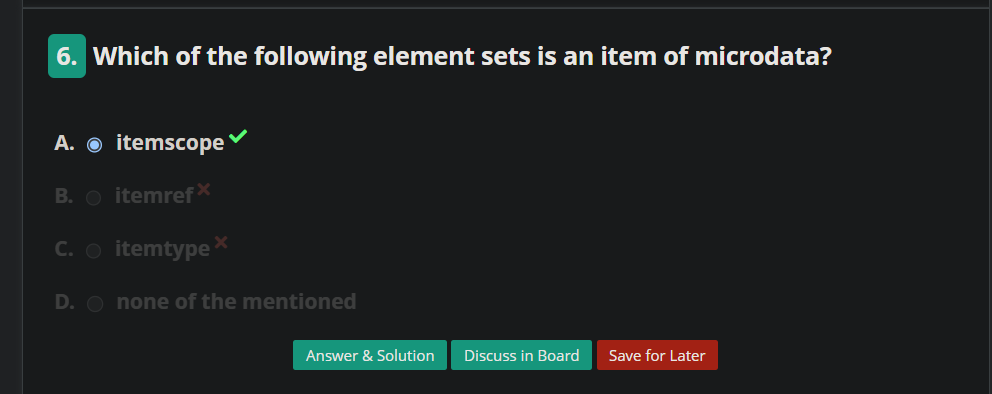 6. Which of the following element sets is an item of microdata?
A. itemscope
B. itemref
C. itemtype
D. none of the mentioned
Answer & Solution Discuss in Board Save for Later